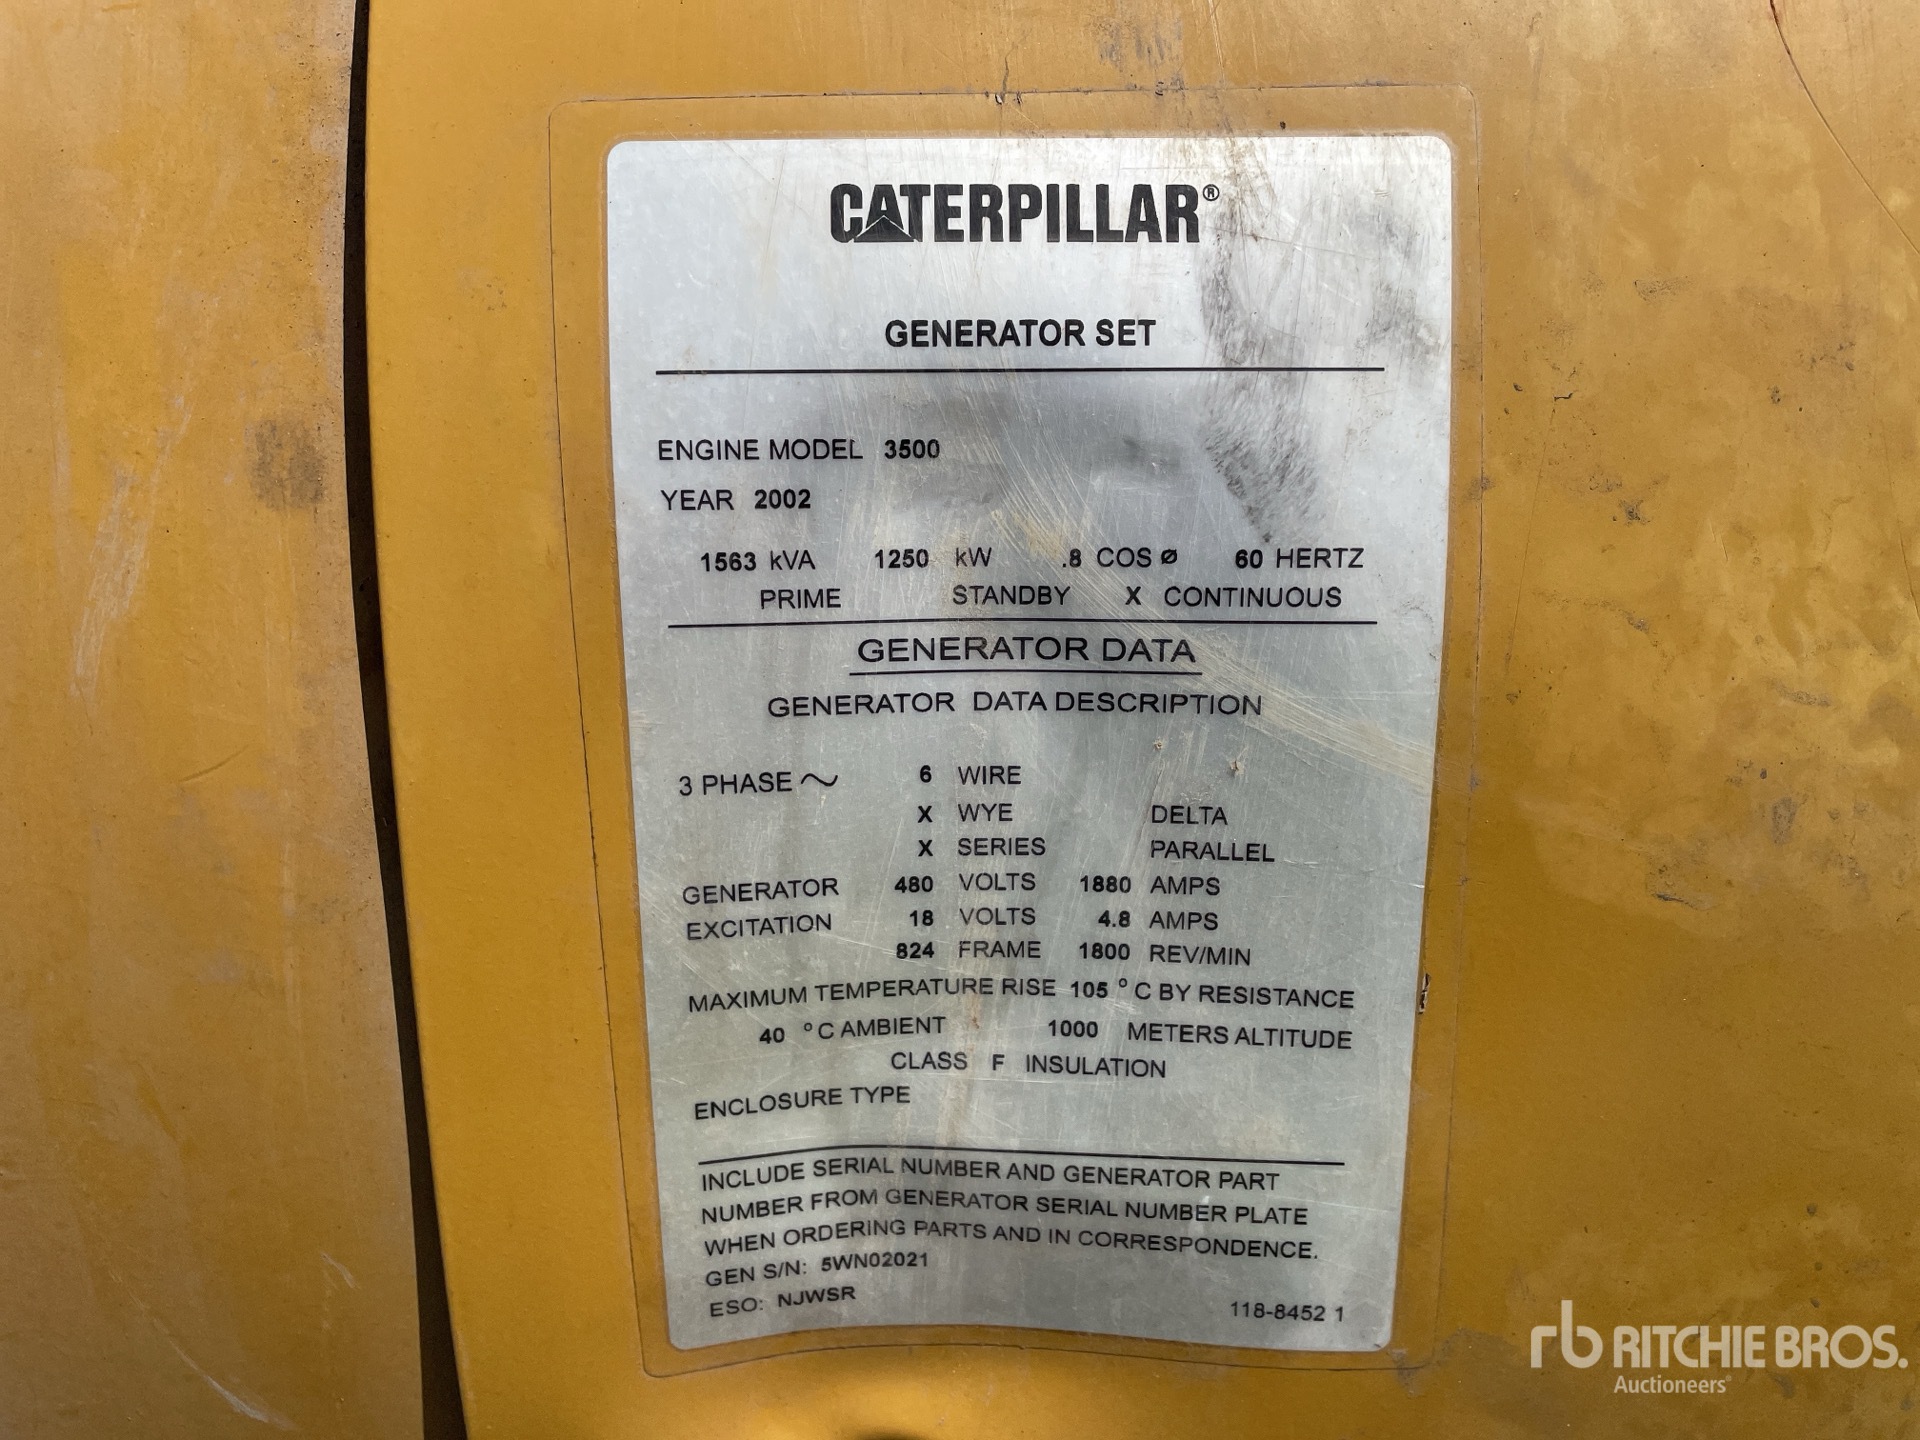 CATERPILLAR®
GENERATOR SET
ENGINE MODEL 3500
YEAR 2002
1563 kVA 1250 kW .8 COS ø 60 HERTZ
PRIME STANDBY X CONTINUOUS
GENERATOR DATA
GENERATOR DATA DESCRIPTION
3 PHASE ～ 6 WIRE
X WYE DELTA
X SERIES PARALLEL
GENERATOR 480 VOLTS 1880 AMPS
EXCITATION 18 VOLTS 4.8 AMPS
824 FRAME 1800 REV/MIN
MAXIMUM TEMPERATURE RISE 105 °C BY RESISTANCE
40 °C AMBIENT 1000 METERS ALTITUDE
CLASS F INSULATION
ENCLOSURE TYPE
INCLUDE SERIAL NUMBER AND GENERATOR PART
NUMBER FROM GENERATOR SERIAL NUMBER PLATE
WHEN ORDERING PARTS AND IN CORRESPONDENCE.
GEN S/N: 5WN02021
ESO: NJWSR
118-8452 1
rb RITCHIE BROS.
Auctioneers®